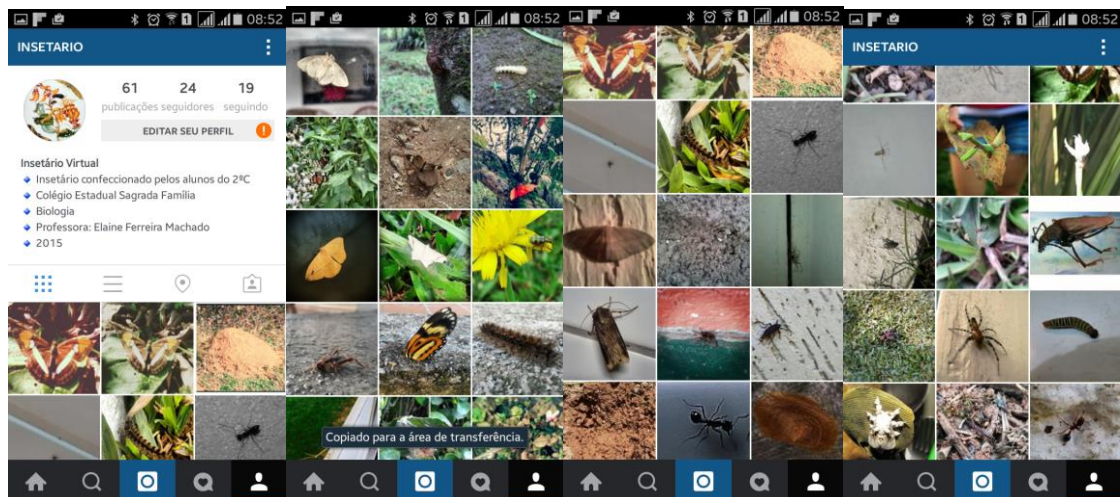 08:52
INSETARIO
61 24 19
publicações seguidores seguindo
EDITAR SEU PERFIL
Insetário Virtual
Insetário confeccionado pelos alunos do 2ºC
Colégio Estadual Sagrada Família
Biologia
Professora: Elaine Ferreira Machado
2015
08:52
Copiado para a área de transferência.
08:52
08:52
INSETARIO